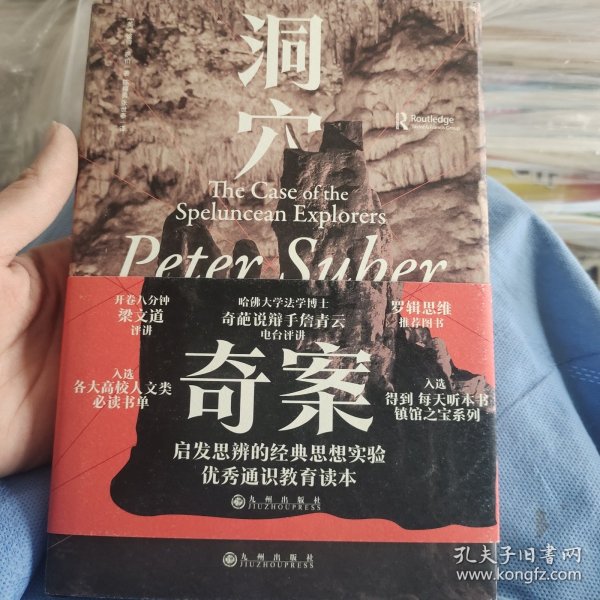 洞
穴
Routledge
Taylor & Francis Group
The Case of the
Speluncean Explorers
Peter Suber
开卷八分钟
梁文道
评讲
哈佛大学法学博士
奇葩说辩手詹青云
电台评讲
罗辑思维
推荐图书
奇案
入选
各大高校人文类
必读书单
入选
得到 每天听本书
镇馆之宝系列
启发思辨的经典思想实验
优秀通识教育读本
九州出版社
JIUZHOUPRESS
九州出版社
JIUZHOUPRESS
孔夫子旧书网
www.kongfz.com